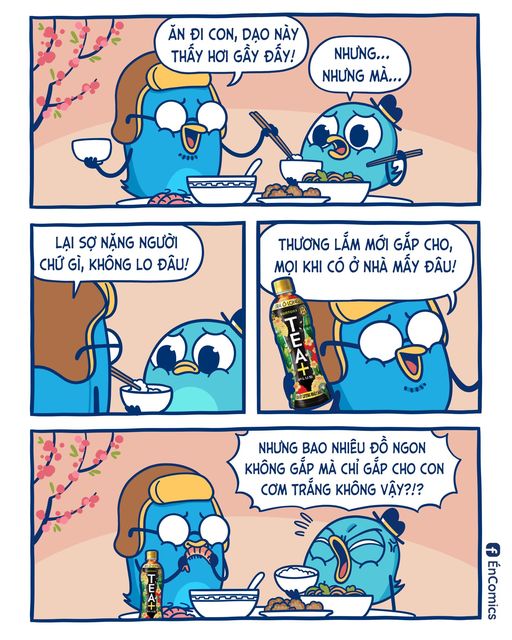 ĂN ĐI CON, DẠO NÀY
THẤY HƠI GẦY ĐẤY!
NHƯNG...
NHƯNG MÀ...
LẠI SỢ NẶNG NGƯỜI
CHỨ GÌ, KHÔNG LO ĐÂU!
THƯƠNG LẮM MỚI GẮP CHO,
MỌI KHI CÓ Ở NHÀ MẤY ĐÂU!
TEA+
NHƯNG BAO NHIÊU ĐỒ NGON
KHÔNG GẮP MÀ CHỈ GẮP CHO CON
CƠM TRẮNG KHÔNG VẬY?!?
TEA+
ÉnComics